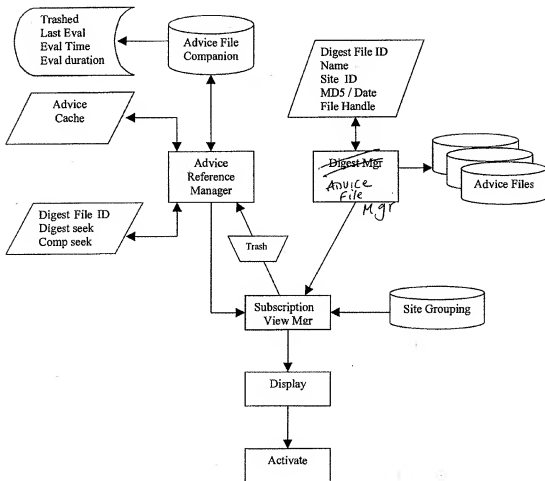 Trashed
Last Eval
Eval Time
Eval duration
Advice File
Companion
Digest File ID
Name
Site ID
MD5 / Date
File Handle
Advice
Cache
Advice
Reference
Manager
Digest Mgr
ADVICE
File
Mgr
Advice Files
Digest File ID
Digest seek
Comp seek
Trash
Subscription
View Mgr
Site Grouping
Display
Activate